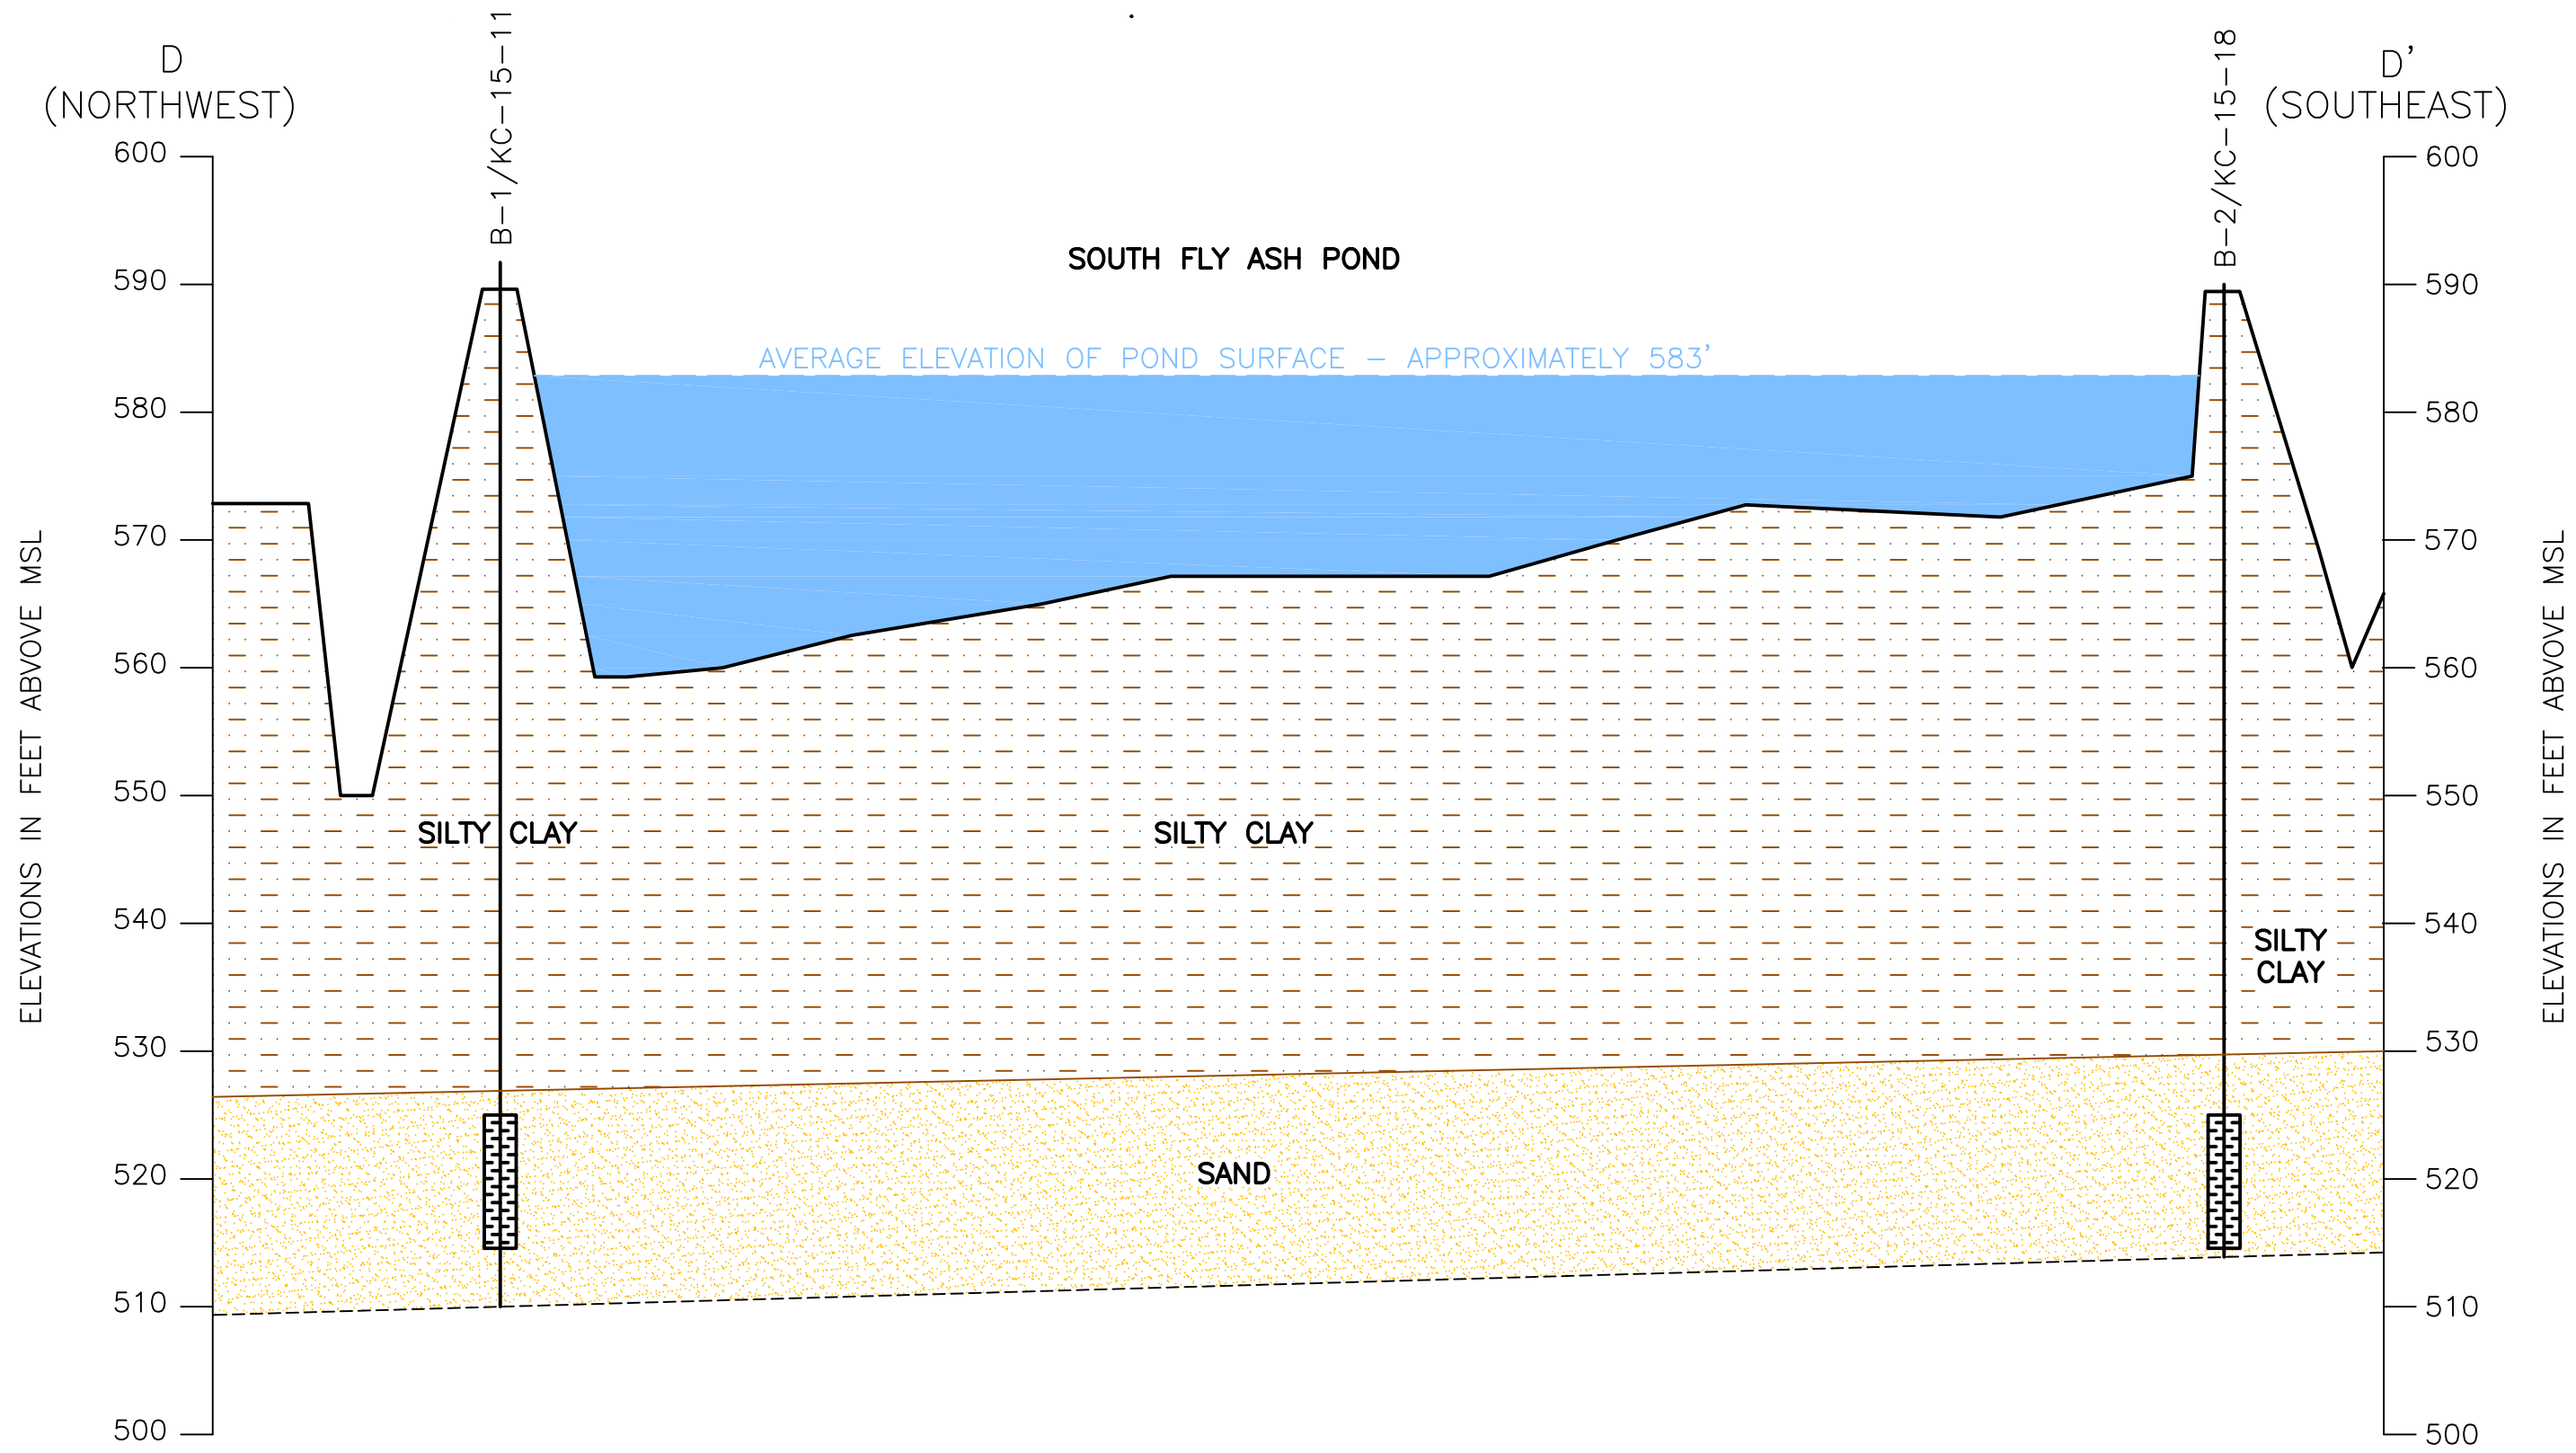 D
(NORTHWEST)
B-1/KC-15-11
B-2/KC-15-18
D'
(SOUTHEAST)
600
590
580
570
560
550
540
530
520
510
500
ELEVATIONS IN FEET ABVOVE MSL
SOUTH FLY ASH POND
AVERAGE ELEVATION OF POND SURFACE – APPROXIMATELY 583'
SILTY CLAY
SILTY CLAY
SILTY
CLAY
SAND
600
590
580
570
560
550
540
530
520
510
500
ELEVATIONS IN FEET ABVOVE MSL